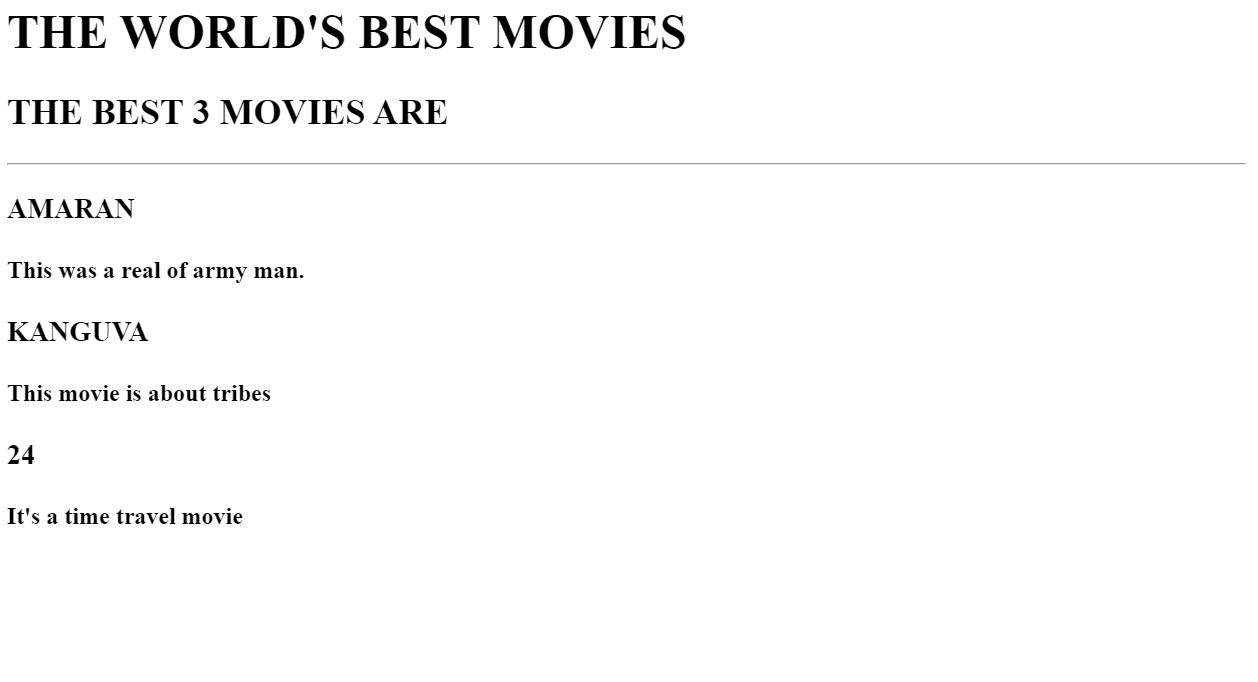 THE WORLD'S BEST MOVIES
THE BEST 3 MOVIES ARE
AMARAN
This was a real of army man.
KANGUVA
This movie is about tribes
24
It's a time travel movie